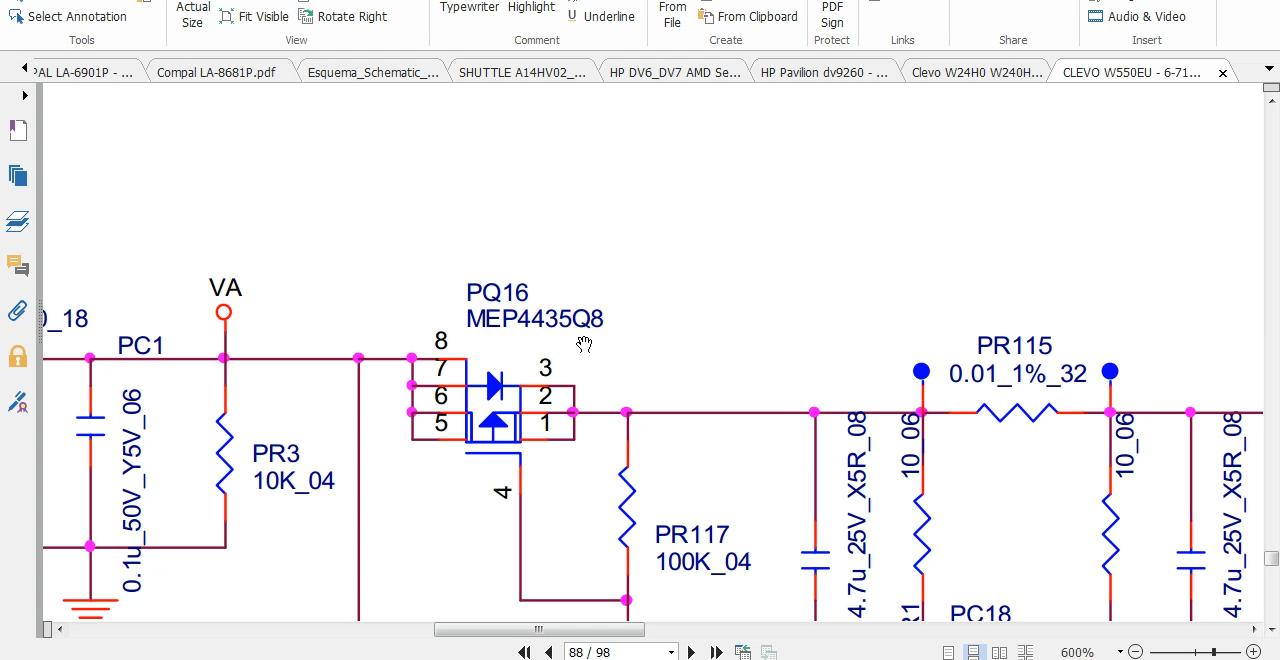 Select Annotation
Actual
Size
Fit Visible
Rotate Right
Typewriter
Highlight
Underline
From
File
From Clipboard
PDF
Sign
Audio & Video
Tools
View
Comment
Create
Protect
Links
Share
Insert
PAL LA-6901P - ...
Compal LA-8681P.pdf
Esquema_Schematic_...
SHUTTLE A14HV02_...
HP DV6_DV7 AMD Se...
HP Pavilion dv9260 - ...
Clevo W24H0 W240H...
CLEVO W550EU - 6-71...
VA
_18
PC1
0.1u_50V_Y5V_06
PR3
10K_04
PQ16
MEP4435Q8
8
7
6
5
3
2
1
4
PR117
100K_04
PR115
0.01_1%_32
4.7u_25V_X5R_08
10_06
R1
PC18
10_06
4.7u_25V_X5R_08
88 / 98
600%